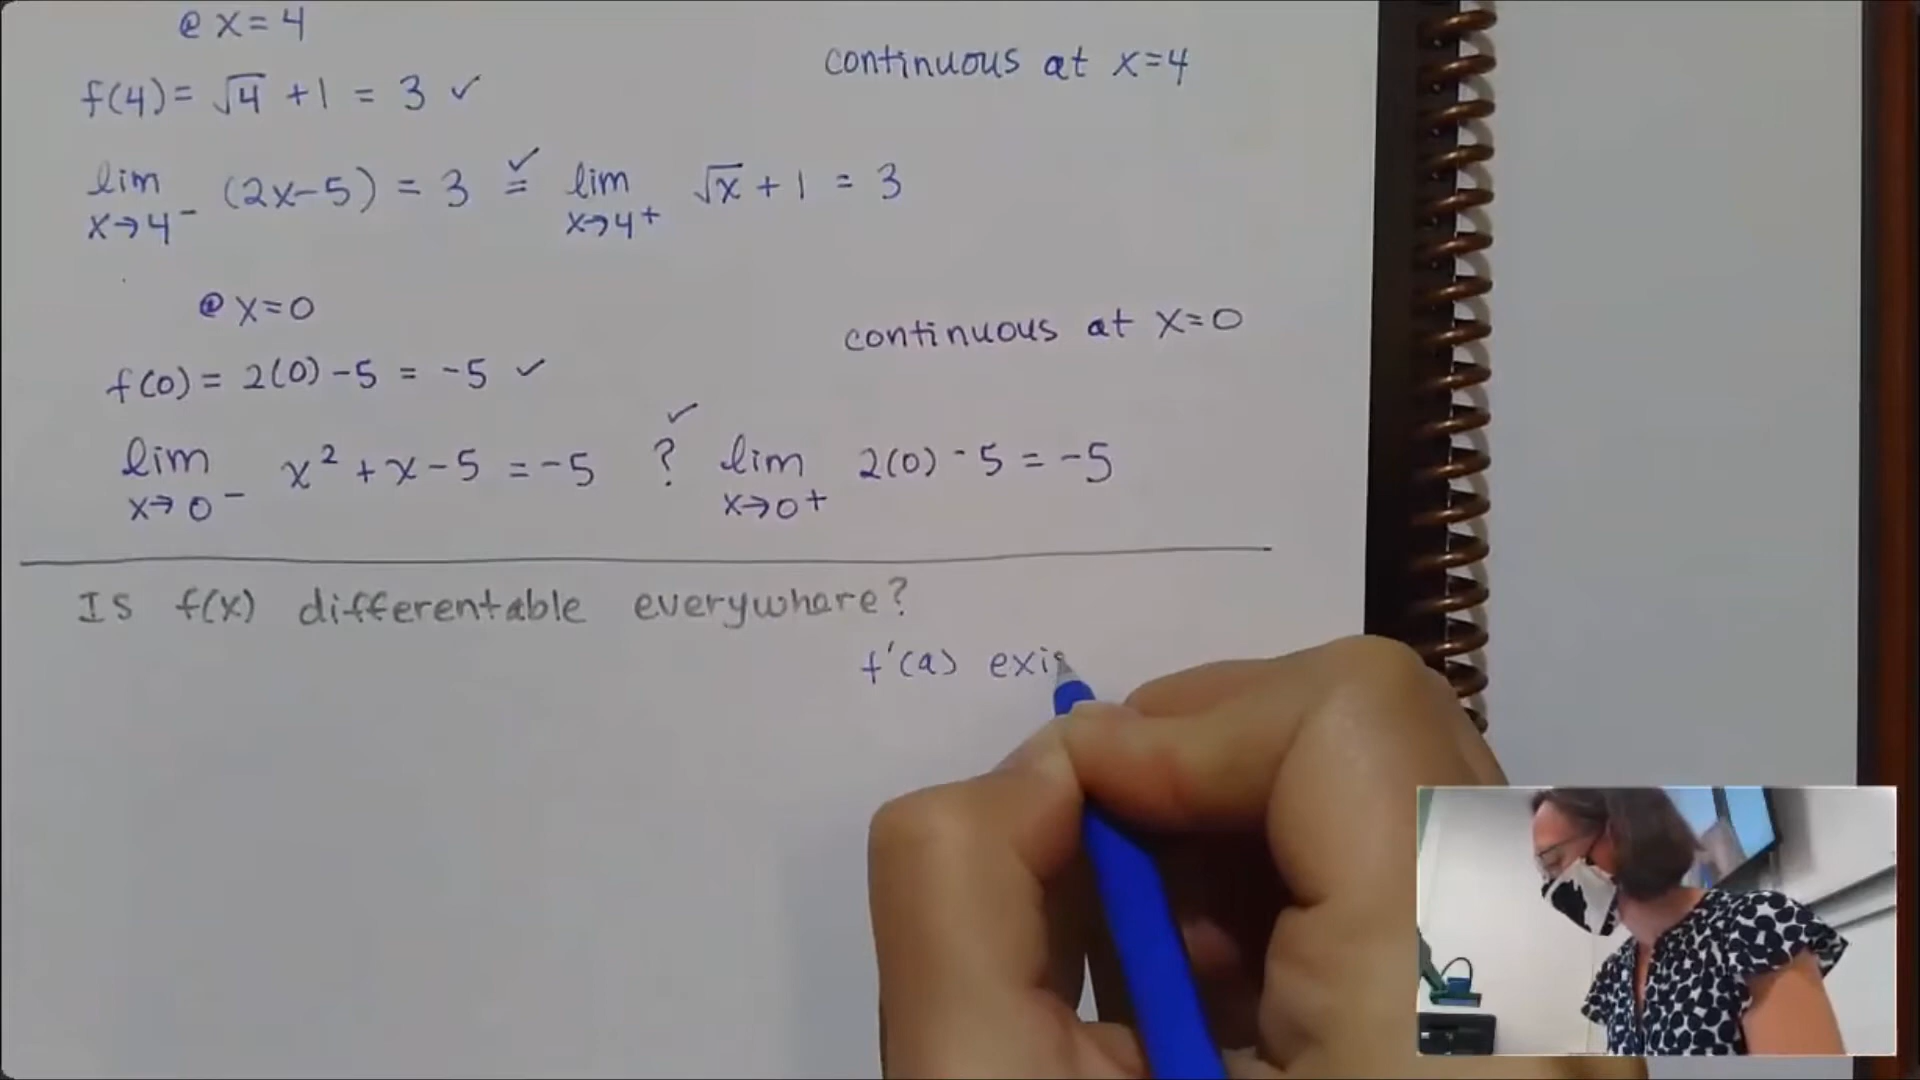 @ x = 4
continuous at x=4
f(4) = √4 + 1 = 3 ✓
lim (2x-5) = 3 ✓= lim √x + 1 = 3
x→4⁻ x→4⁺
@ x=0
continuous at x=0
f(0) = 2(0) - 5 = -5 ✓
lim x² + x - 5 = -5 ?✓ lim 2(0) - 5 = -5
x→0⁻ x→0⁺
Is f(x) differentable everywhere?
f'(a) exis